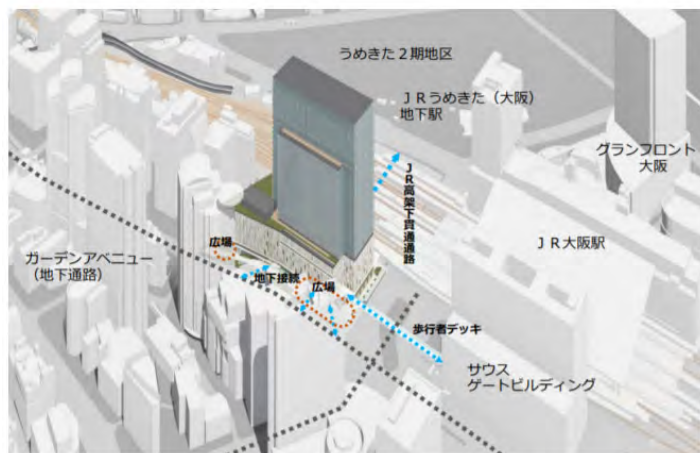 うめきた２期地区
ＪＲうめきた（大阪）
地下駅
グランフロント
大阪
ＪＲ高架下貫通通路
ＪＲ大阪駅
広場
ガーデンアベニュー
（地下通路）
地下接続
広場
歩行者デッキ
サウス
ゲートビルディング